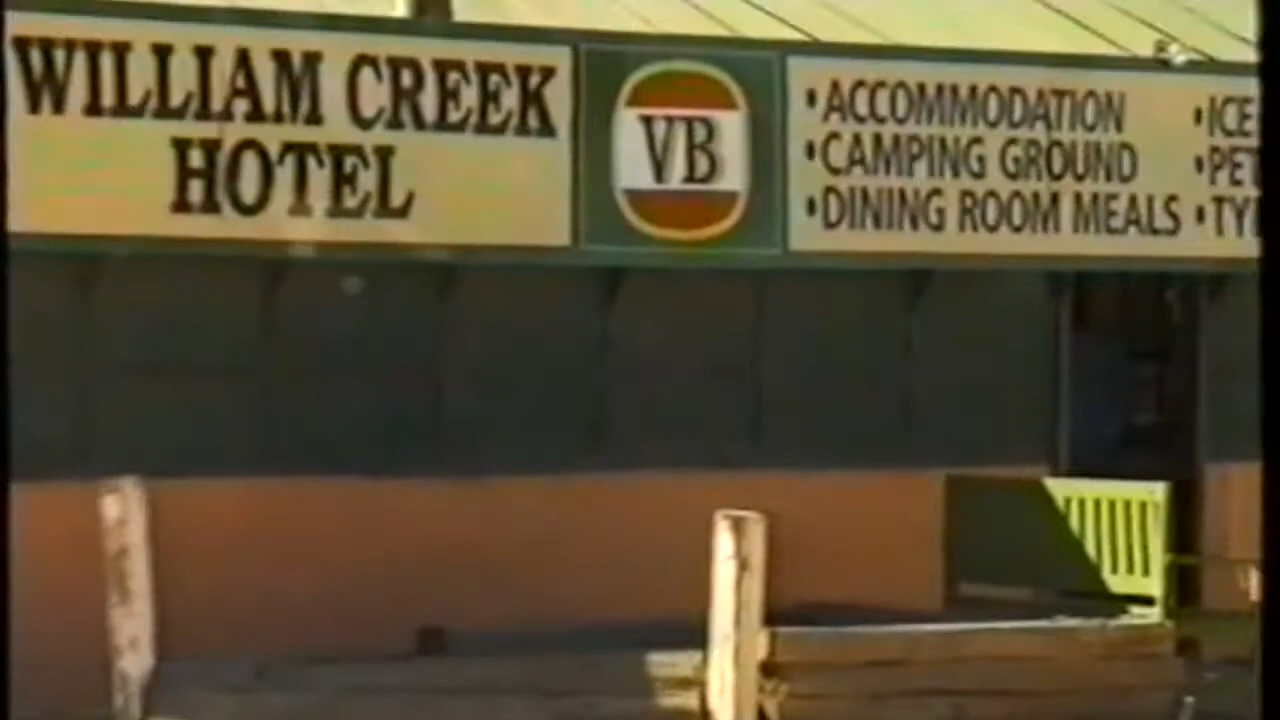 WILLIAM CREEK
HOTEL
VB
•ACCOMMODATION
•CAMPING GROUND
•DINING ROOM MEALS
•ICE